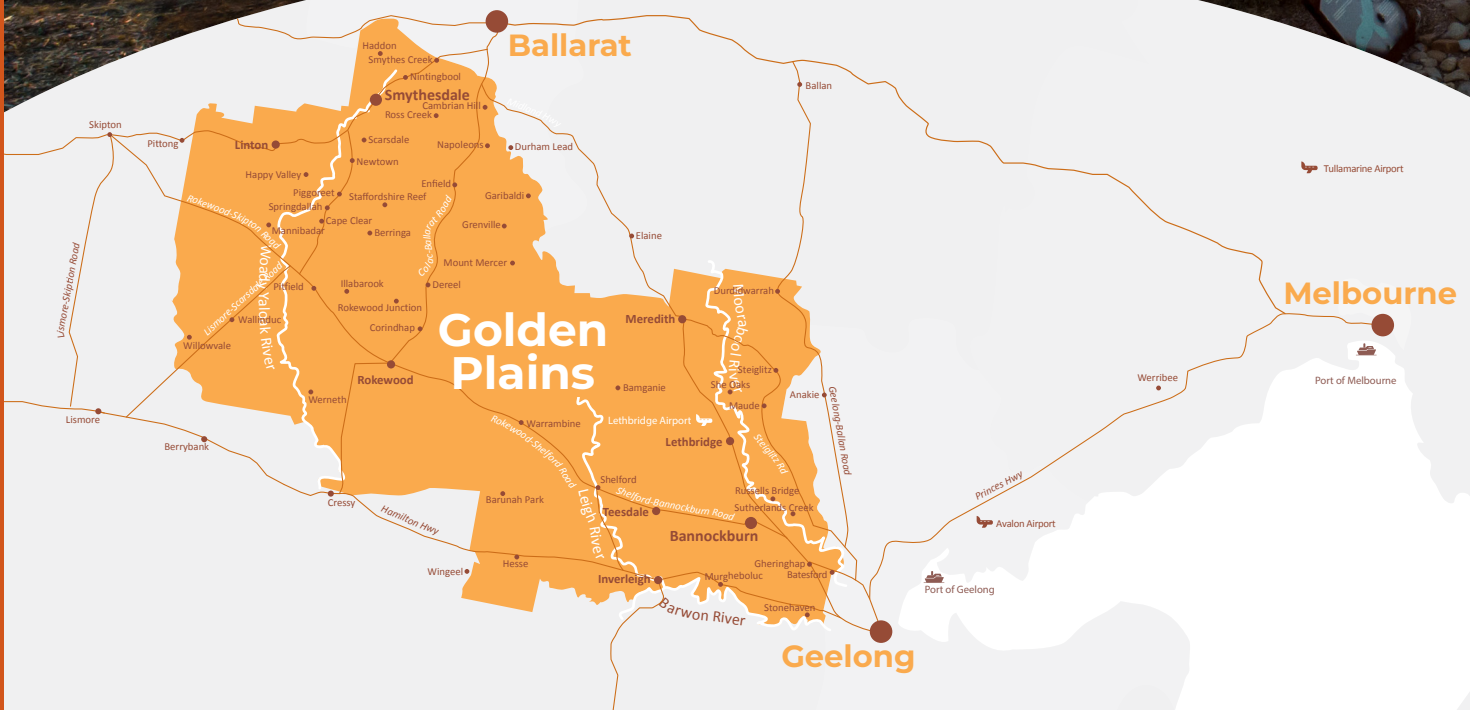 Ballarat
Haddon
Smythes Creek
Nintingbool
Smythesdale
Cambrian Hill
Ross Creek
Ballan
Skipton
Pittong
Linton
Scarsdale
Napoleons
Durham Lead
Newtown
Tullamarine Airport
Happy Valley
Enfield
Piggoreet
Staffordshire Reef
Garibaldi
Rokewood-Skipton Road
Springdallah
Cape Clear
Mannibadar
Berringa
Grenville
Elaine
Colac-Ballarat Road
Woady Yaloak River
Mount Mercer
Lismore-Skiption Road
Lismore-Scarsdale Road
Pitfield
Illabarook
Dereel
Durdidwarrah
Moorabool River
Melbourne
Rokewood Junction
Wallinduc
Corindhap
Golden
Plains
Meredith
Willowvale
Rokewood
Steiglitz
She Oaks
Port of Melbourne
Werribee
Bamganie
Werneth
Anakie
Maude
Geelong-Ballan Road
Lismore
Warrambine
Lethbridge Airport
Rokewood-Shelford Road
Lethbridge
Steiglitz Rd
Berrybank
Shelford
Princes Hwy
Russells Bridge
Cressy
Barunah Park
Shelford-Bannockburn Road
Sutherlands Creek
Hamilton Hwy
Leigh River
Teesdale
Bannockburn
Avalon Airport
Hesse
Wingeel
Gheringhap
Batesford
Inverleigh
Murgheboluc
Port of Geelong
Barwon River
Stonehaven
Geelong